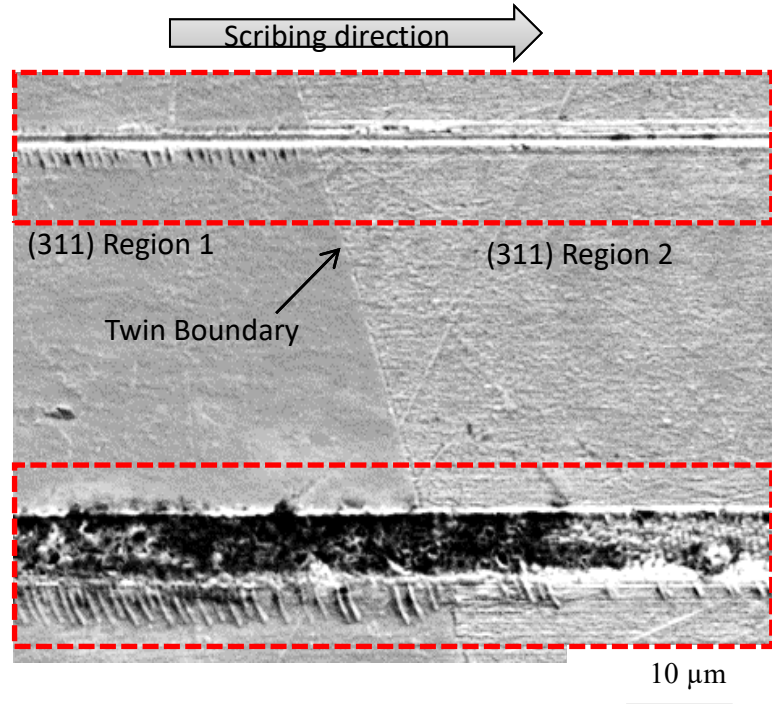 Scribing direction
(311) Region 1
(311) Region 2
Twin Boundary
10 µm